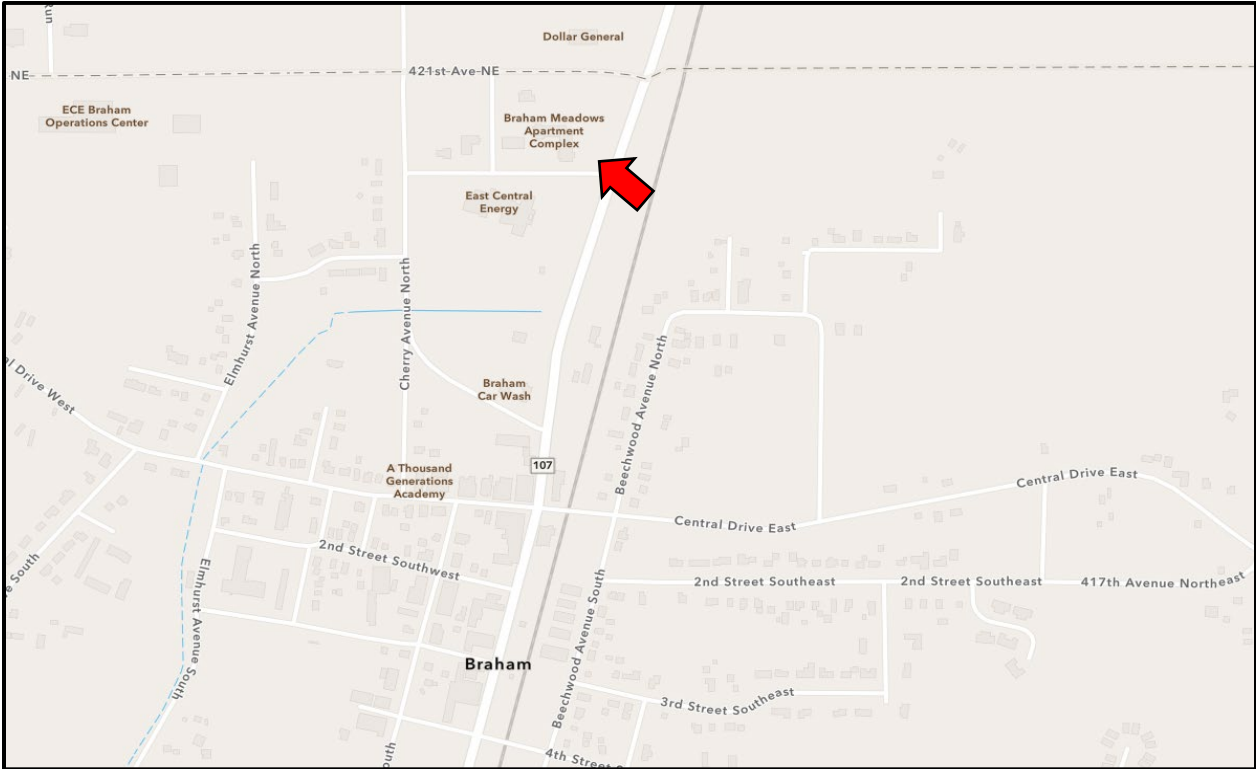 Run
Dollar General
NE
421st Ave NE
ECE Braham
Operations Center
Braham Meadows
Apartment
Complex
East Central
Energy
Elmhurst Avenue North
Cherry Avenue North
al Drive West
Braham
Car Wash
Beechwood Avenue North
A Thousand
Generations
Academy
107
Central Drive East
Central Drive East
2nd Street Southwest
2nd Street Southeast
2nd Street Southeast
417th Avenue Northeast
e South
Elmhurst Avenue South
Beechwood Avenue South
Braham
3rd Street Southeast
outh
4th Street S